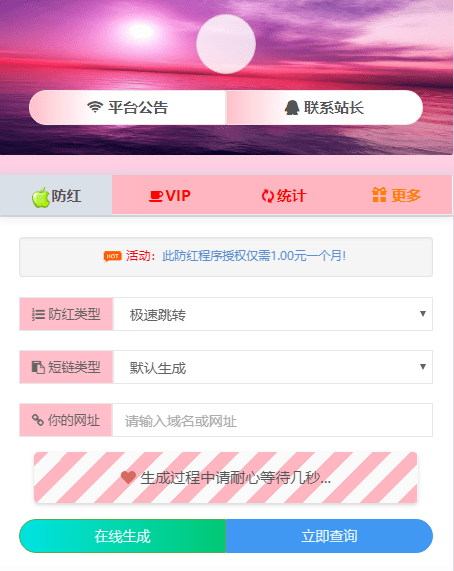 平台公告 联系站长
防红 VIP 统计 更多
HOT 活动：此防红程序授权仅需1.00元一个月!
防红类型 极速跳转
短链类型 默认生成
你的网址 请输入域名或网址
生成过程中请耐心等待几秒...
在线生成 立即查询